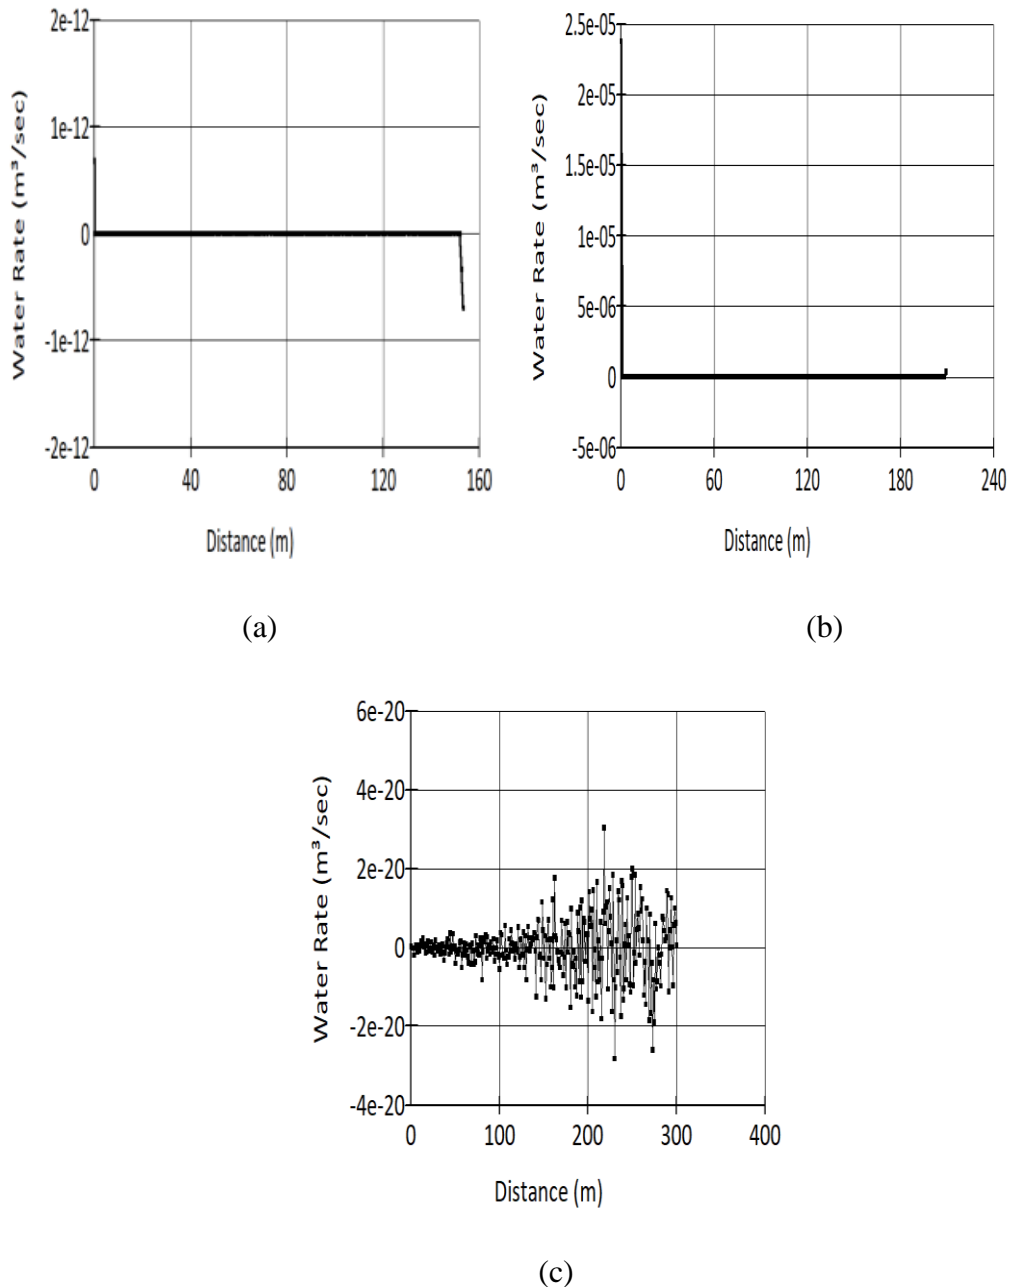 2e-12
1e-12
0
-1e-12
-2e-12
Water Rate (m³/sec)
0 40 80 120 160
Distance (m)
(a)
2.5e-05
2e-05
1.5e-05
1e-05
5e-06
0
-5e-06
Water Rate (m³/sec)
0 60 120 180 240
Distance (m)
(b)
6e-20
4e-20
2e-20
0
-2e-20
-4e-20
Water Rate (m³/sec)
0 100 200 300 400
Distance (m)
(c)